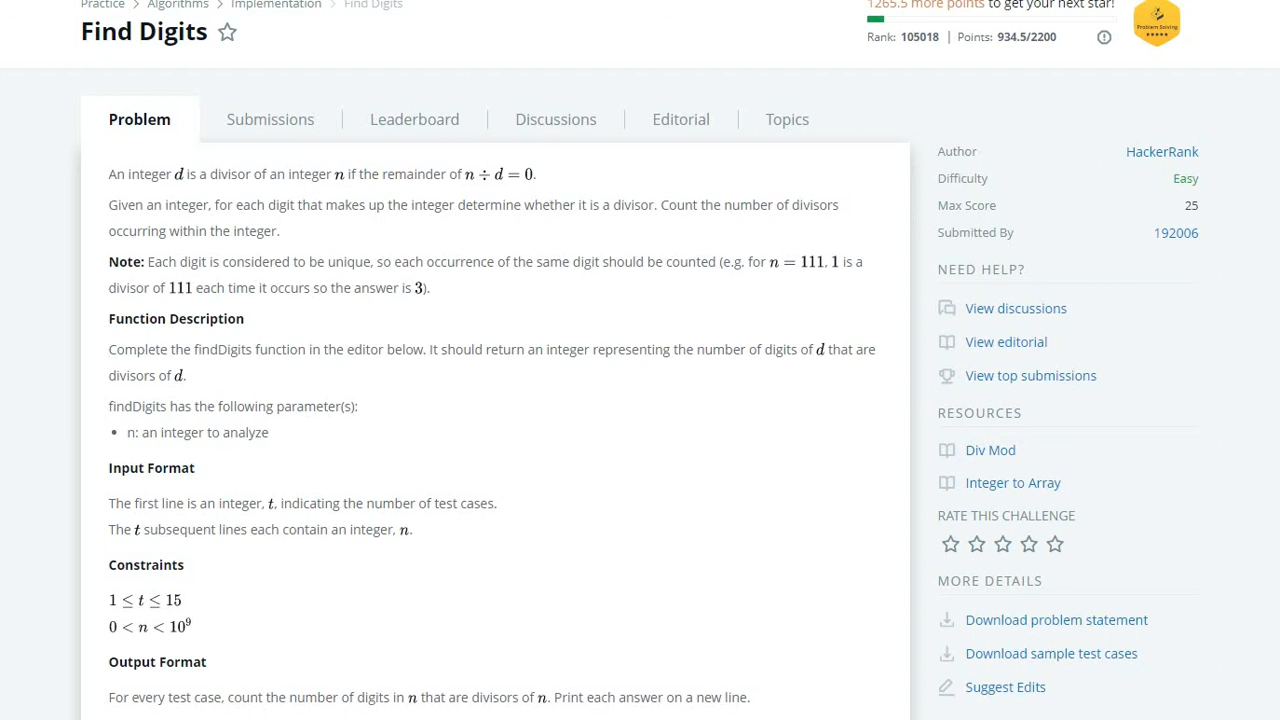 Practice > Algorithms > Implementation > Find Digits
1265.5 more points to get your next star!
Find Digits
Rank: 105018 | Points: 934.5/2200
Problem Solving
Problem
Submissions
Leaderboard
Discussions
Editorial
Topics
An integer d is a divisor of an integer n if the remainder of n ÷ d = 0.
Given an integer, for each digit that makes up the integer determine whether it is a divisor. Count the number of divisors
occurring within the integer.
Note: Each digit is considered to be unique, so each occurrence of the same digit should be counted (e.g. for n = 111, 1 is a
divisor of 111 each time it occurs so the answer is 3).
Function Description
Complete the findDigits function in the editor below. It should return an integer representing the number of digits of d that are
divisors of d.
findDigits has the following parameter(s):
• n: an integer to analyze
Input Format
The first line is an integer, t, indicating the number of test cases.
The t subsequent lines each contain an integer, n.
Constraints
1 ≤ t ≤ 15
0 < n < 10⁹
Output Format
For every test case, count the number of digits in n that are divisors of n. Print each answer on a new line.
Author HackerRank
Difficulty Easy
Max Score 25
Submitted By 192006
NEED HELP?
View discussions
View editorial
View top submissions
RESOURCES
Div Mod
Integer to Array
RATE THIS CHALLENGE
MORE DETAILS
Download problem statement
Download sample test cases
Suggest Edits